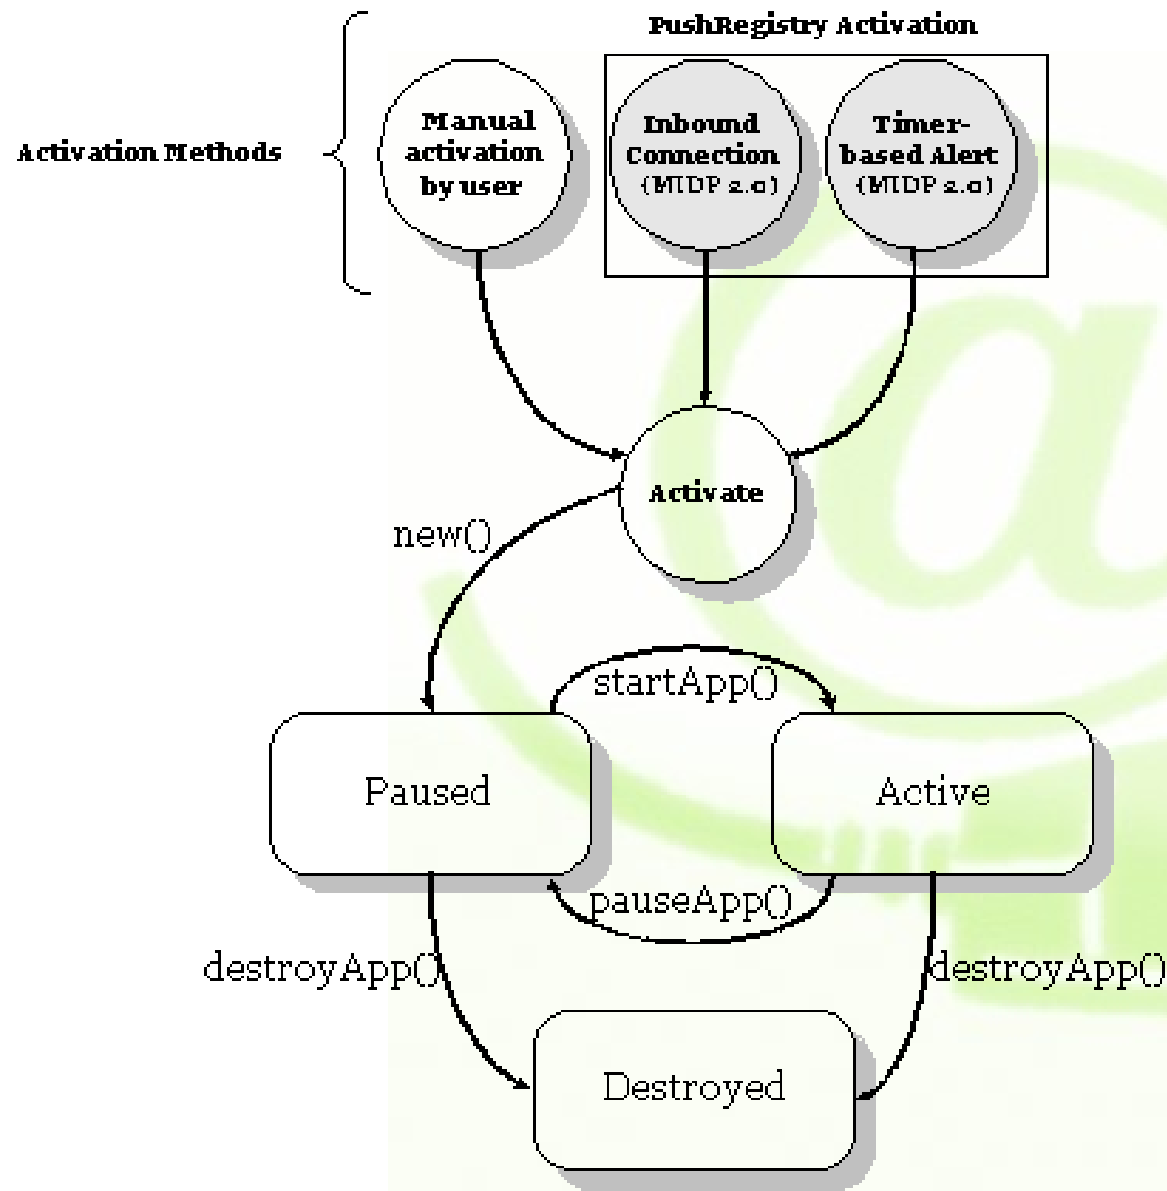 PushRegistry Activation
Activation Methods
Manual
activation
by user
Inbound
Connection
(MIDP 2.0)
Timer-
based Alert
(MIDP 2.0)
Activate
new()
startApp()
Paused
Active
pauseApp()
destroyApp()
destroyApp()
Destroyed